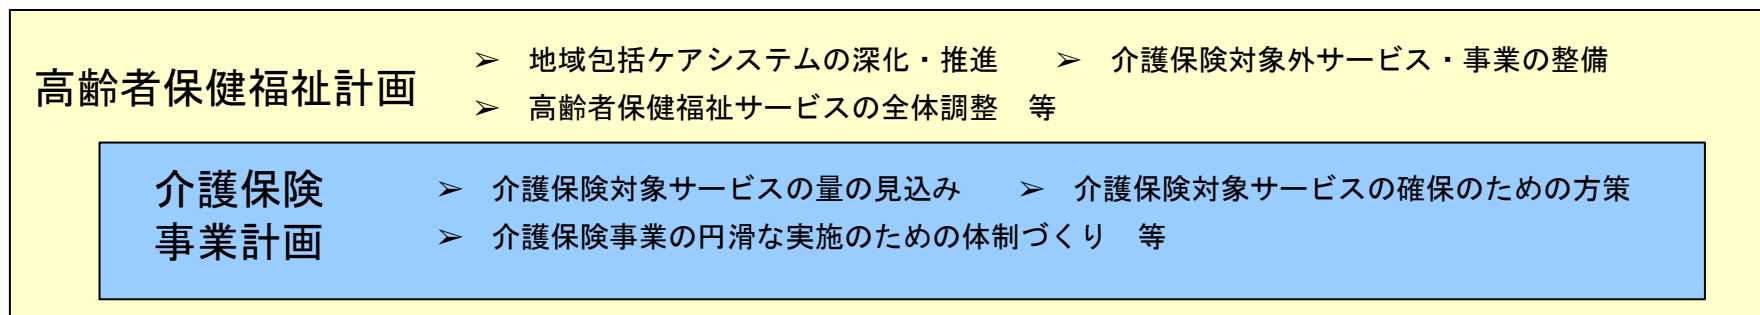 高齢者保健福祉計画
➢ 地域包括ケアシステムの深化・推進 ➢ 介護保険対象外サービス・事業の整備
➢ 高齢者保健福祉サービスの全体調整 等
介護保険
事業計画
➢ 介護保険対象サービスの量の見込み ➢ 介護保険対象サービスの確保のための方策
➢ 介護保険事業の円滑な実施のための体制づくり 等